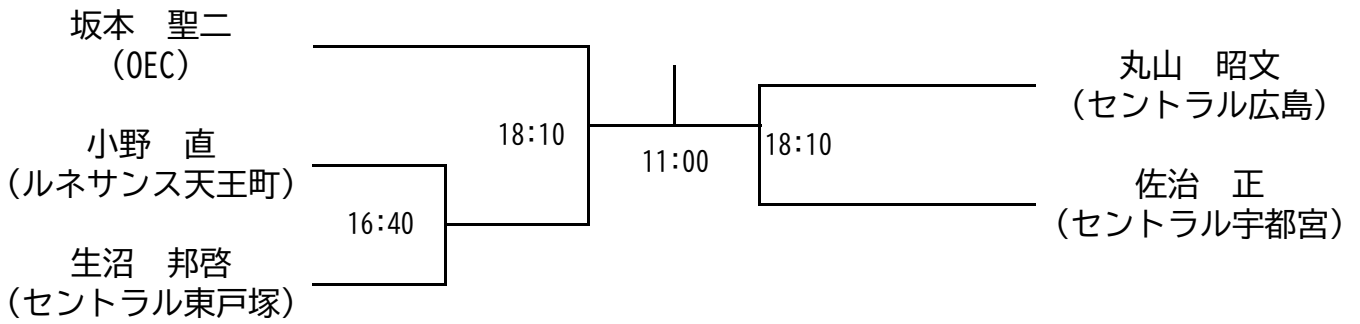 坂本　聖二
(OEC)
小野　直
(ルネサンス天王町)
生沼　邦啓
(セントラル東戸塚)
16:40
18:10
11:00
18:10
丸山　昭文
(セントラル広島)
佐治　正
(セントラル宇都宮)